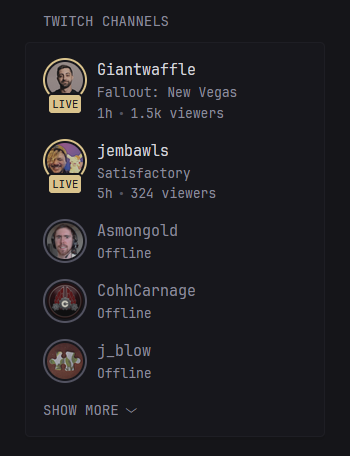 TWITCH CHANNELS
Giantwaffle
Fallout: New Vegas
1h • 1.5k viewers
LIVE
jembawls
Satisfactory
5h • 324 viewers
LIVE
Asmongold
Offline
CohhCarnage
Offline
j_blow
Offline
SHOW MORE